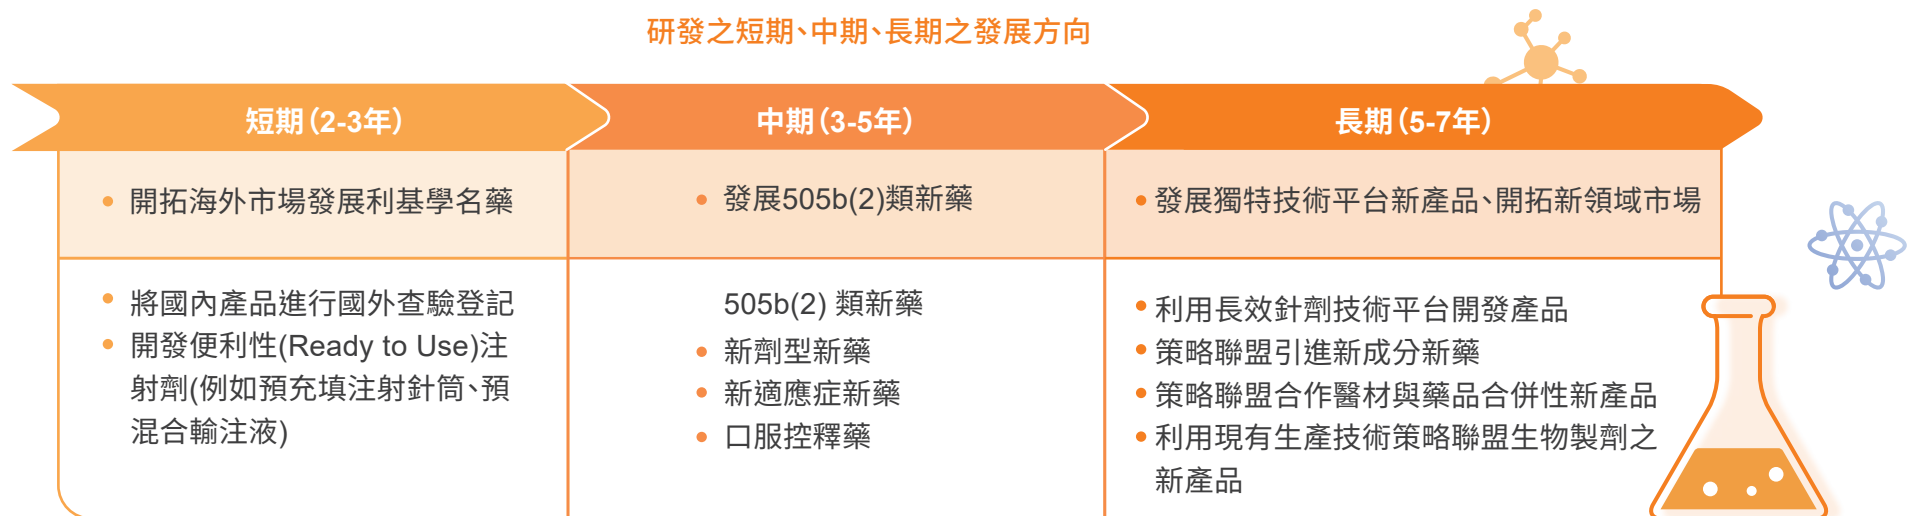 研發之短期、中期、長期之發展方向
短期(2-3年)
中期(3-5年)
長期(5-7年)
開拓海外市場發展利基學名藥
發展505b(2)類新藥
發展獨特技術平台新產品、開拓新領域市場
將國內產品進行國外查驗登記
開發便利性(Ready to Use)注
射劑(例如預充填注射針筒、預
混合輸注液)
505b(2) 類新藥
新劑型新藥
新適應症新藥
口服控釋藥
利用長效針劑技術平台開發產品
策略聯盟引進新成分新藥
策略聯盟合作醫材與藥品合併性新產品
利用現有生產技術策略聯盟生物製劑之
新產品